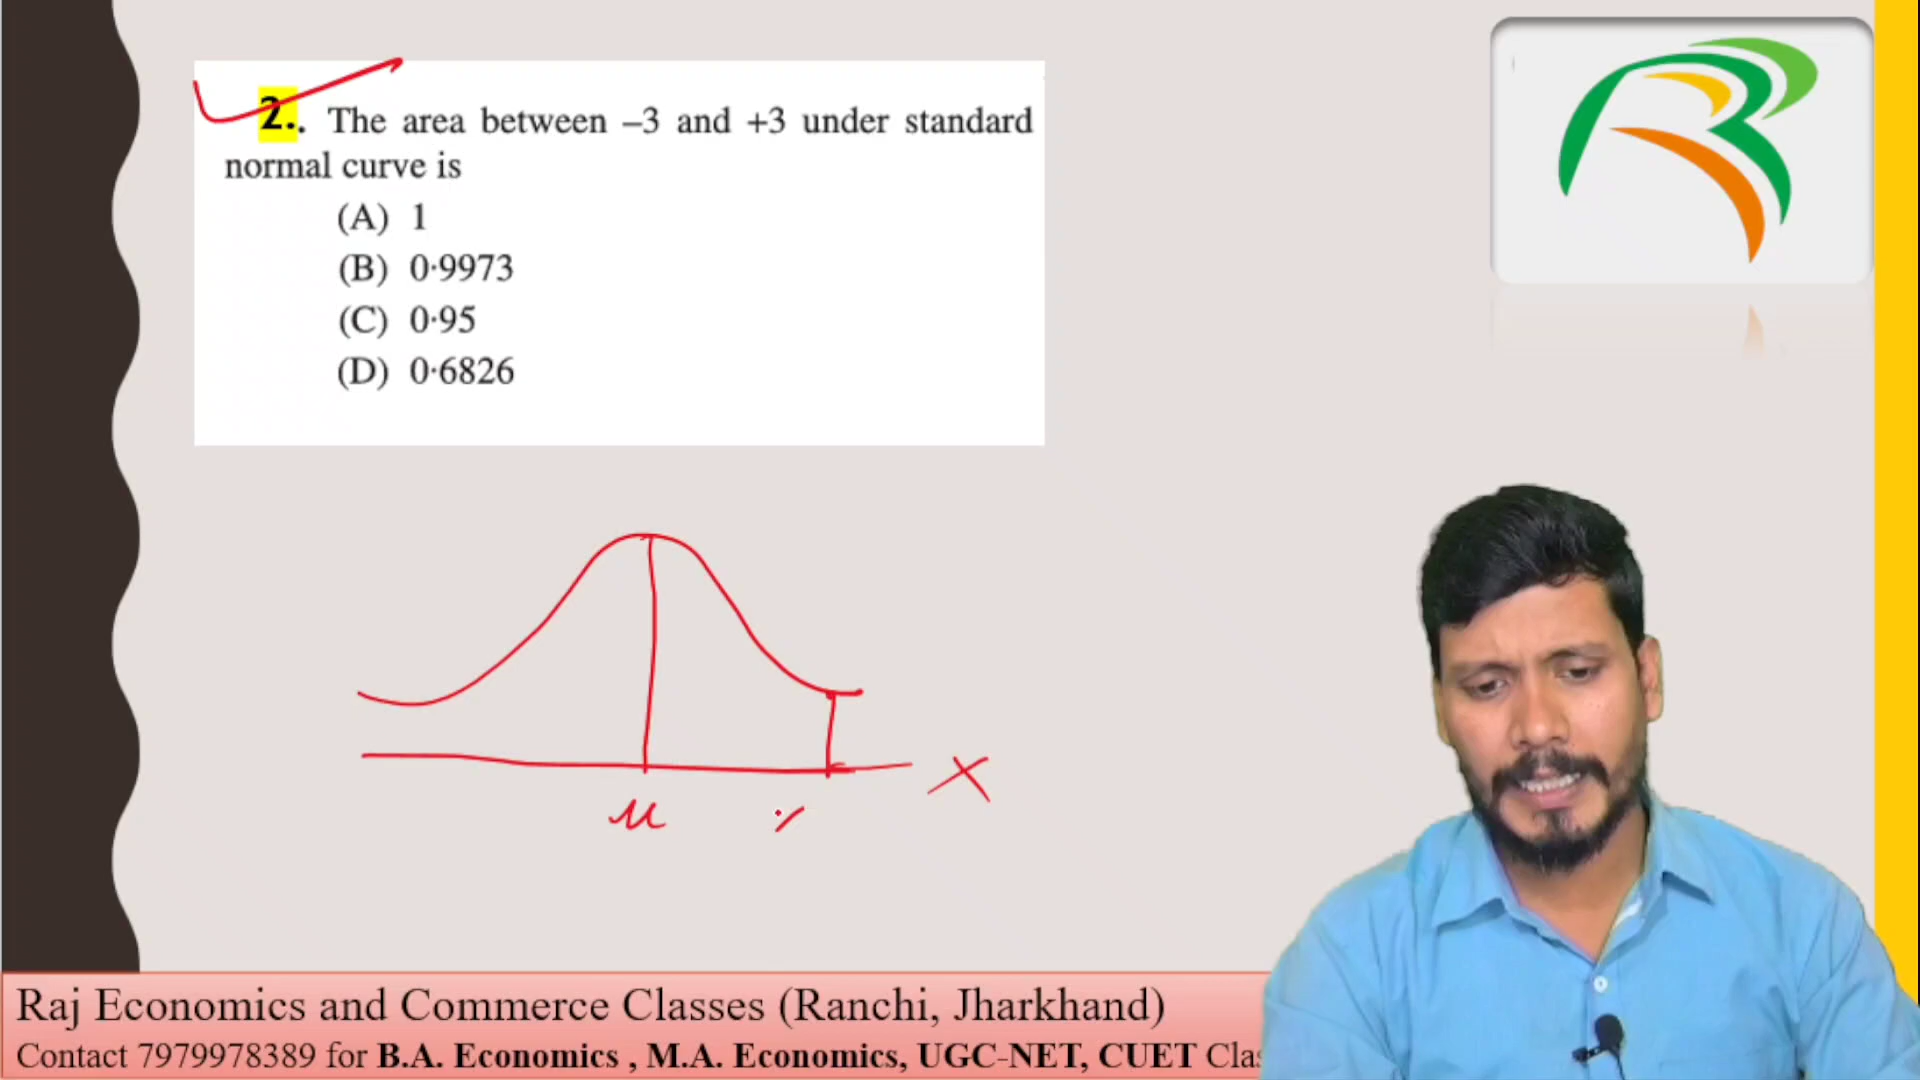 2.. The area between –3 and +3 under standard
normal curve is
(A) 1
(B) 0·9973
(C) 0·95
(D) 0·6826
μ
X
Raj Economics and Commerce Classes (Ranchi, Jharkhand)
Contact 7979978389 for B.A. Economics , M.A. Economics, UGC-NET, CUET Clas